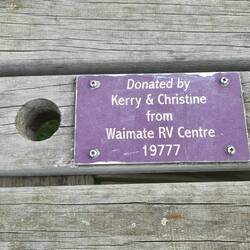 Donated by
Kerry & Christine
from
Waimate RV Centre
19777